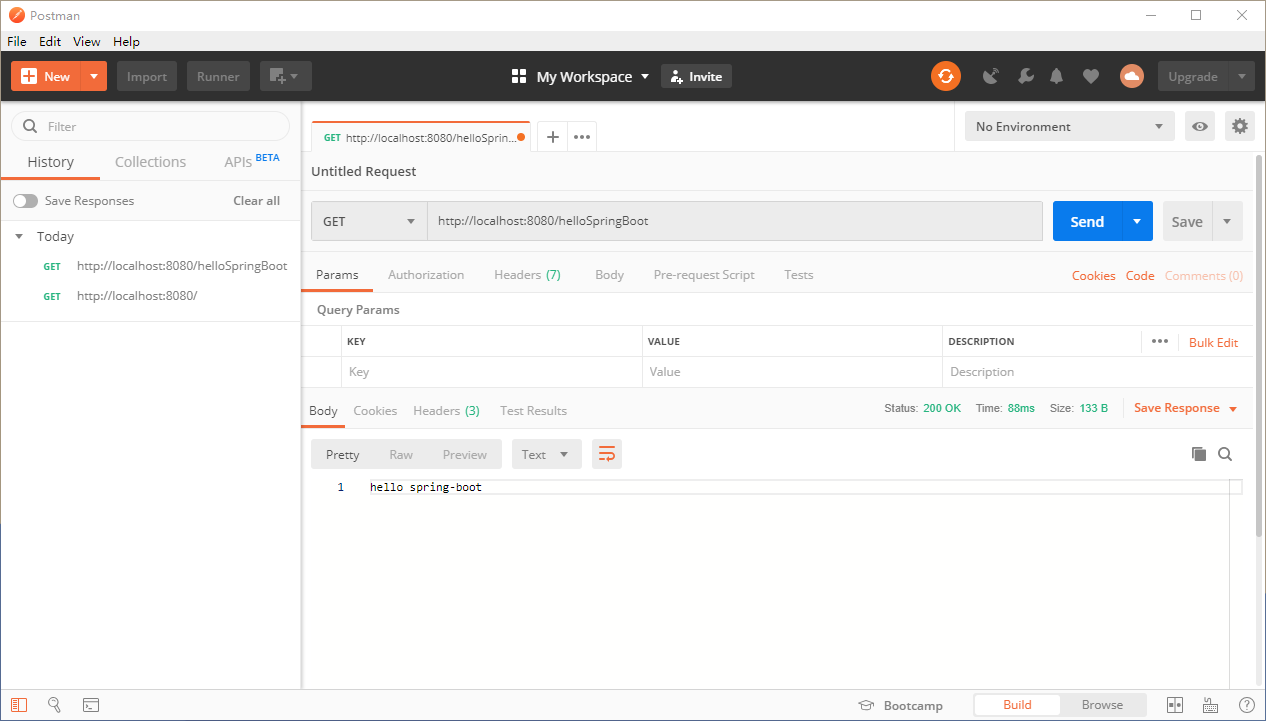 Postman
File Edit View Help
New Import Runner My Workspace Invite Upgrade
Filter
History Collections APIs BETA
Save Responses Clear all
Today
GET http://localhost:8080/helloSpringBoot
GET http://localhost:8080/
GET http://localhost:8080/helloSprin... No Environment
Untitled Request
GET http://localhost:8080/helloSpringBoot Send Save
Params Authorization Headers (7) Body Pre-request Script Tests Cookies Code Comments (0)
Query Params
KEY VALUE DESCRIPTION Bulk Edit
Key Value Description
Body Cookies Headers (3) Test Results Status: 200 OK Time: 88ms Size: 133 B Save Response
Pretty Raw Preview Text
1 hello spring-boot
Bootcamp Build Browse